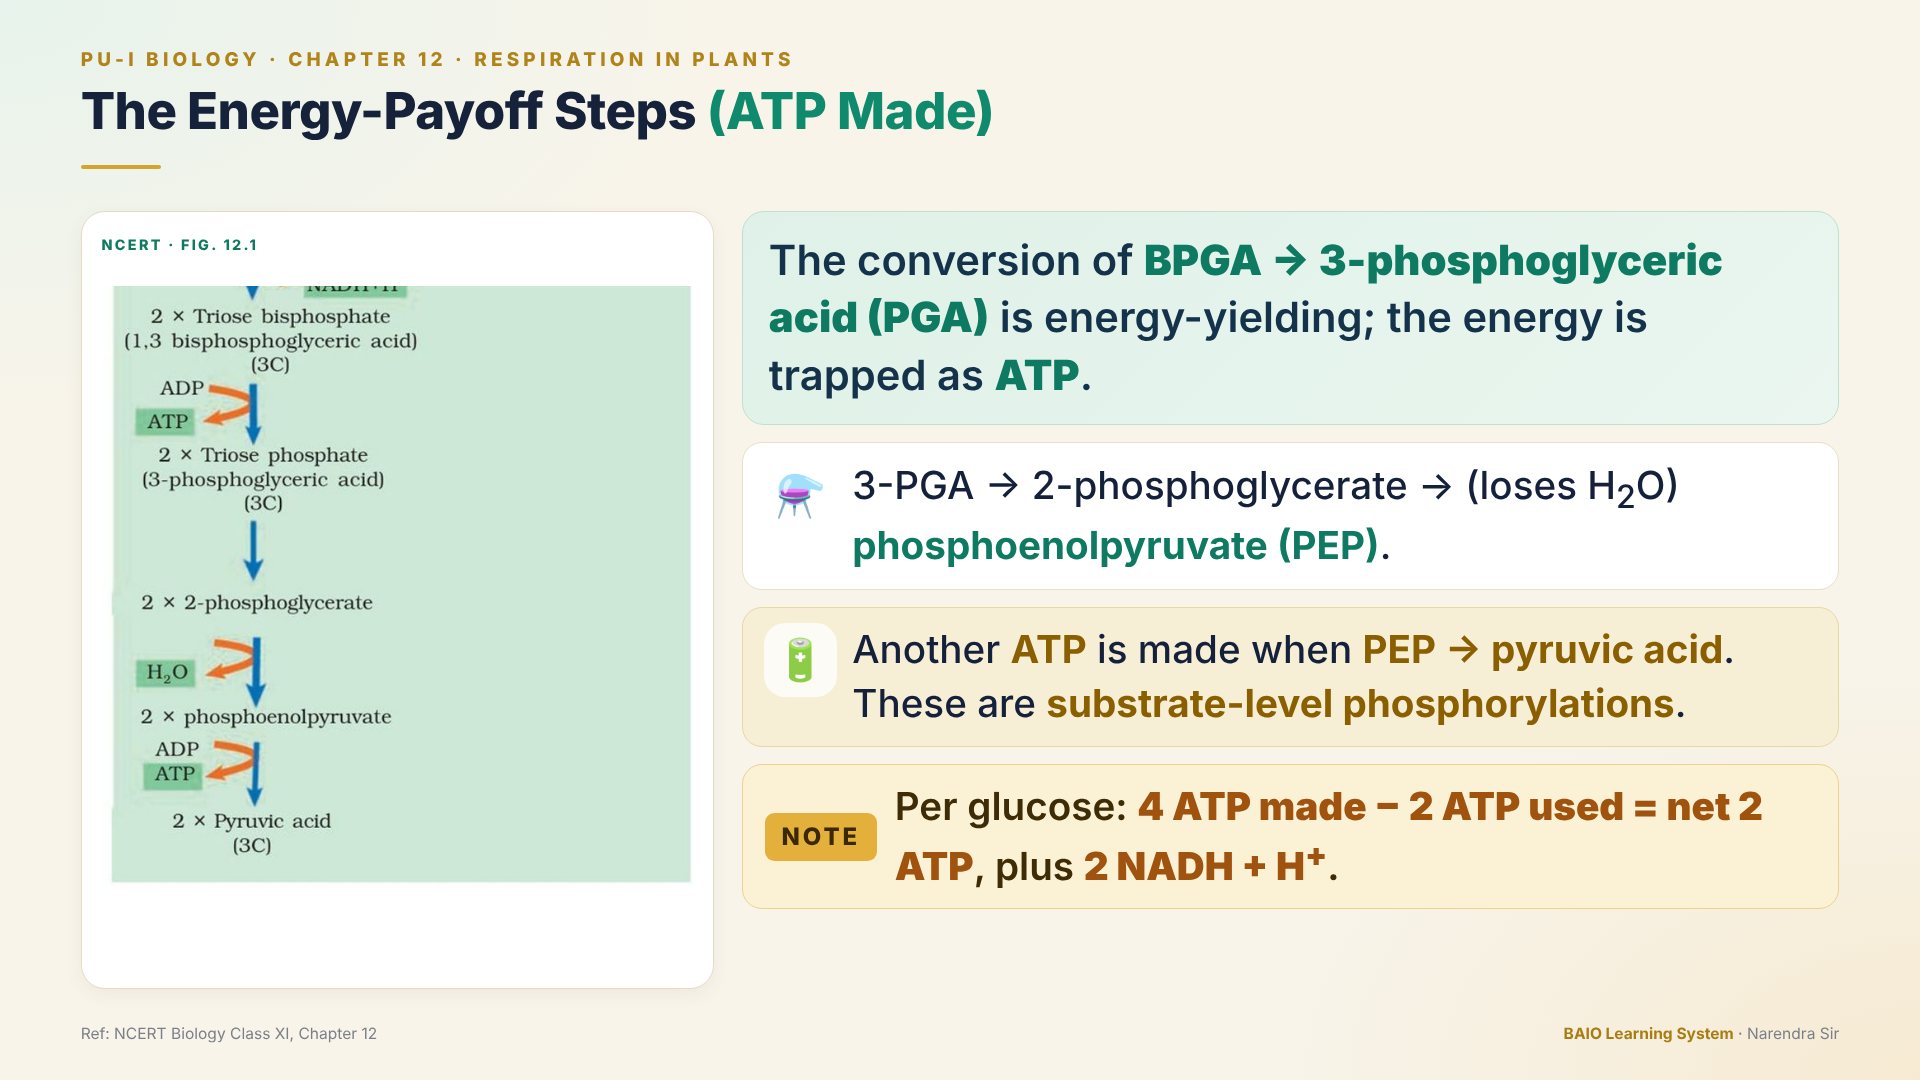 PU-I BIOLOGY · CHAPTER 12 · RESPIRATION IN PLANTS
The Energy-Payoff Steps (ATP Made)
NCERT · FIG. 12.1
2 × Triose bisphosphate
(1,3 bisphosphoglyceric acid)
(3C)
ADP
ATP
2 × Triose phosphate
(3-phosphoglyceric acid)
(3C)
2 × 2-phosphoglycerate
H₂O
2 × phosphoenolpyruvate
ADP
ATP
2 × Pyruvic acid
(3C)
The conversion of BPGA → 3-phosphoglyceric
acid (PGA) is energy-yielding; the energy is
trapped as ATP.
3-PGA → 2-phosphoglycerate → (loses H₂O)
phosphoenolpyruvate (PEP).
Another ATP is made when PEP → pyruvic acid.
These are substrate-level phosphorylations.
NOTE
Per glucose: 4 ATP made − 2 ATP used = net 2
ATP, plus 2 NADH + H⁺.
Ref: NCERT Biology Class XI, Chapter 12
BAIO Learning System · Narendra Sir